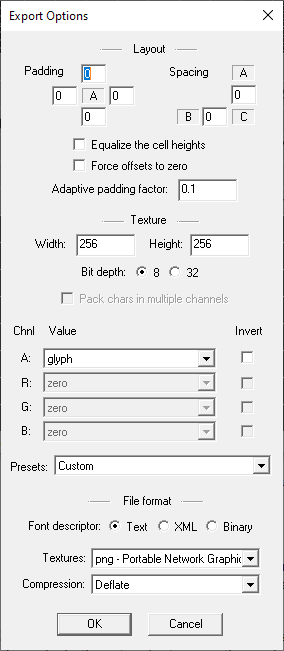 Export Options
Layout
Padding 0 Spacing A
0 A 0 0
0 B 0 C
Equalize the cell heights
Force offsets to zero
Adaptive padding factor: 0.1
Texture
Width: 256 Height: 256
Bit depth: 8 32
Pack chars in multiple channels
Chnl Value Invert
A: glyph
R: zero
G: zero
B: zero
Presets: Custom
File format
Font descriptor: Text XML Binary
Textures: png - Portable Network Graphic
Compression: Deflate
OK Cancel